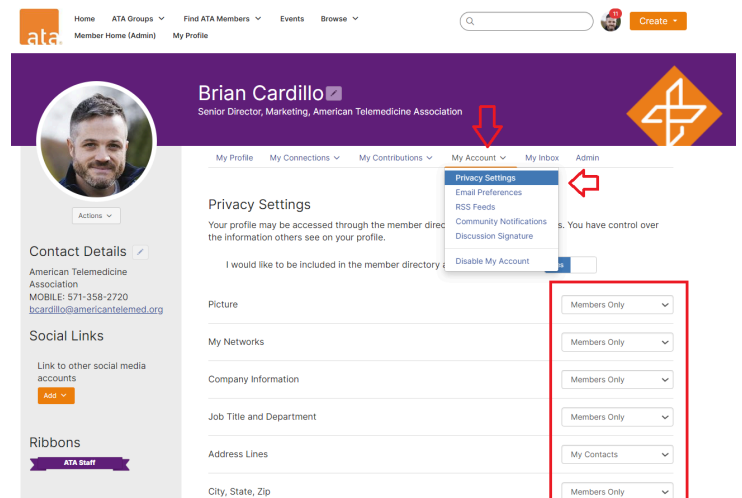 ata
Home ATA Groups Find ATA Members Events Browse
Member Home (Admin) My Profile
11
Create
Brian Cardillo
Senior Director, Marketing, American Telemedicine Association
My Profile My Connections My Contributions My Account My Inbox Admin
Privacy Settings
Email Preferences
RSS Feeds
Community Notifications
Discussion Signature
Disable My Account
Actions
Contact Details
American Telemedicine
Association
MOBILE: 571-358-2720
bcardillo@americantelemed.org
Social Links
Link to other social media
accounts
Add
Ribbons
ATA Staff
Privacy Settings
Your profile may be accessed through the member direc s. You have control over
the information others see on your profile.
I would like to be included in the member directory a es
Picture Members Only
My Networks Members Only
Company Information Members Only
Job Title and Department Members Only
Address Lines My Contacts
City, State, Zip Members Only